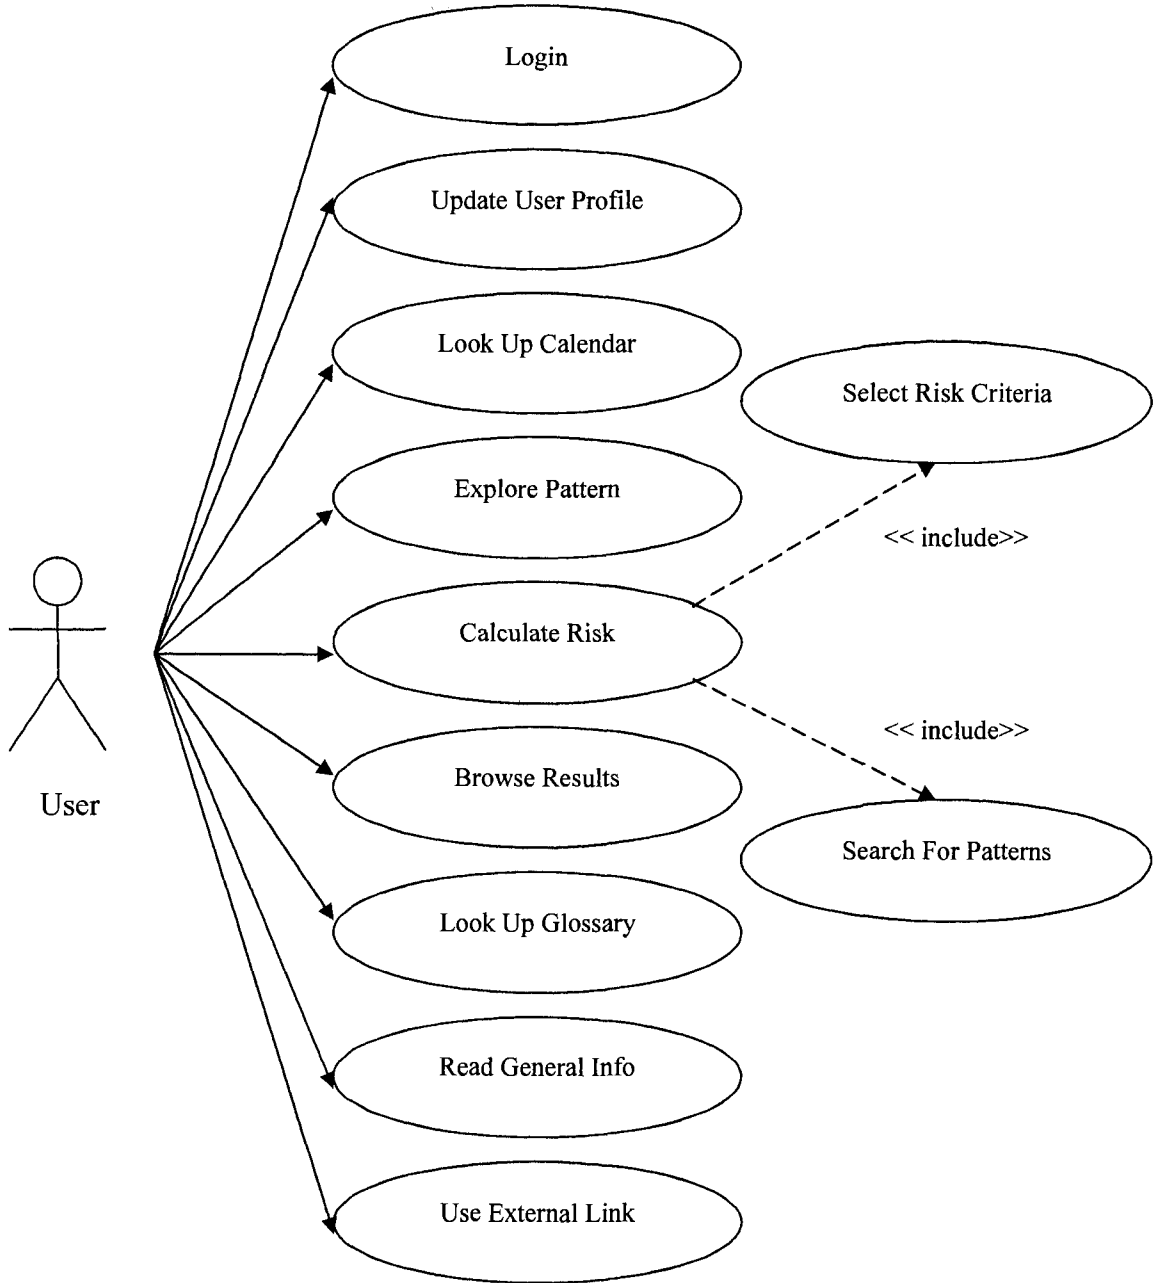 Login
Update User Profile
Look Up Calendar
Select Risk Criteria
Explore Pattern
<< include>>
Calculate Risk
<< include>>
Browse Results
User
Search For Patterns
Look Up Glossary
Read General Info
Use External Link